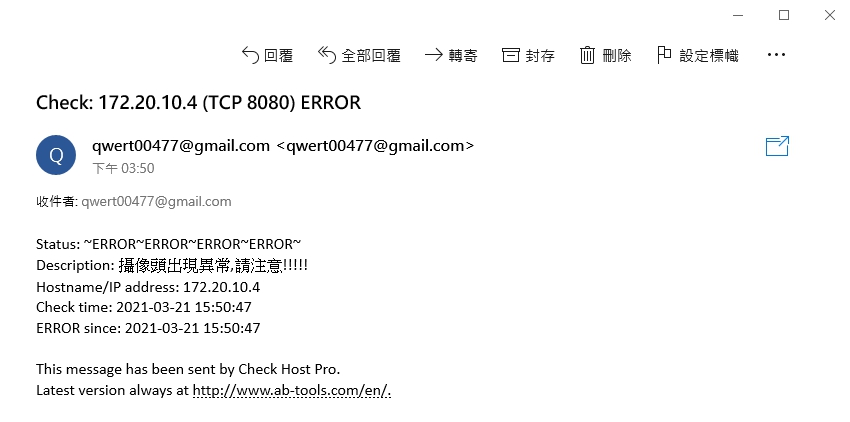 回覆 全部回覆 轉寄 封存 刪除 設定標幟 ...
Check: 172.20.10.4 (TCP 8080) ERROR
Q
qwert00477@gmail.com <qwert00477@gmail.com>
下午 03:50
收件者: qwert00477@gmail.com
Status: ~ERROR~ERROR~ERROR~ERROR~
Description: 攝像頭出現異常,請注意!!!!!
Hostname/IP address: 172.20.10.4
Check time: 2021-03-21 15:50:47
ERROR since: 2021-03-21 15:50:47
This message has been sent by Check Host Pro.
Latest version always at http://www.ab-tools.com/en/.